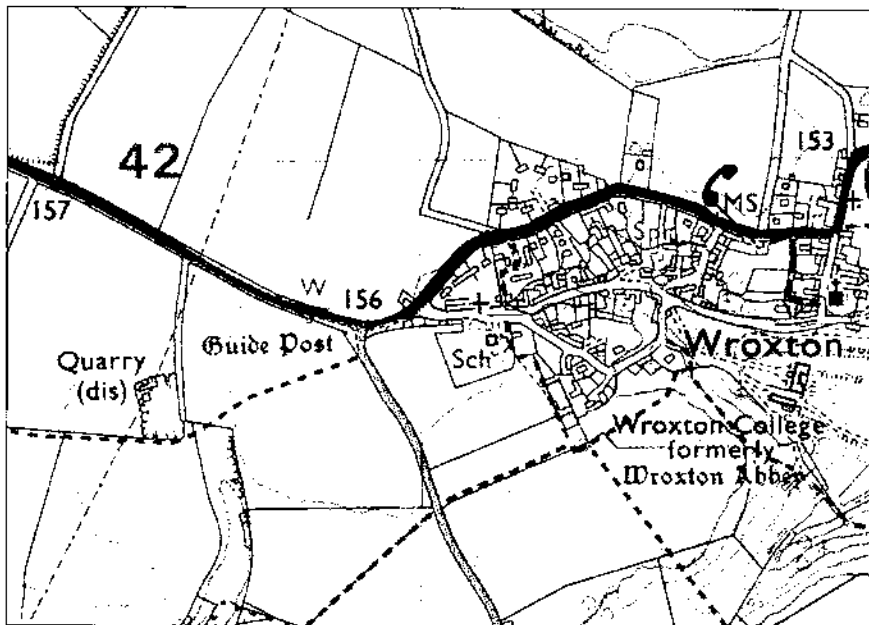 153
42
157
MS
S
W
156
Guide Post
Quarry
(dis)
Sch
Wroxton
Wroxton College
formerly
Wroxton Abbey